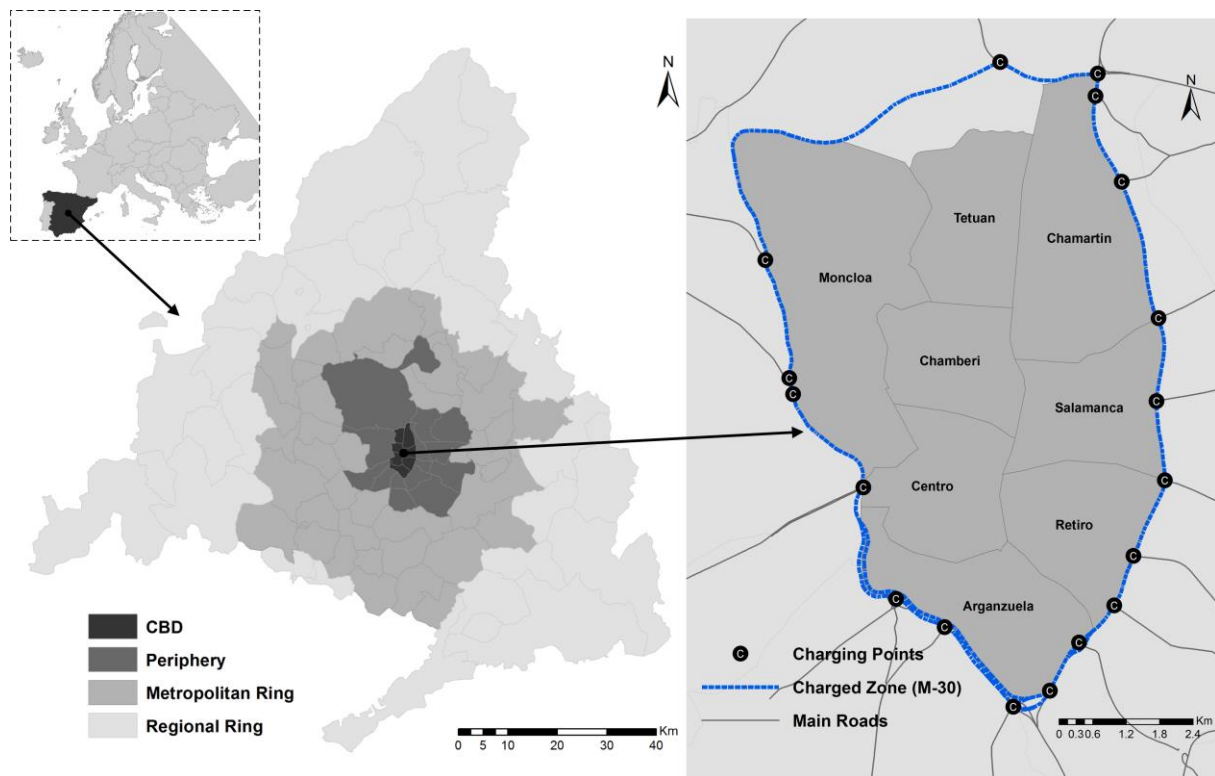 N
CBD
Periphery
Metropolitan Ring
Regional Ring
Km
0 5 10 20 30 40
C
C
N
C
C
Tetuan
Chamartin
C
Moncloa
C
Chamberi
C
C
C
Salamanca
C
C
Centro
Retiro
C
C
C
Arganzuela
C
C
C
C
C Charging Points
Charged Zone (M-30)
Main Roads
Km
0 0.30.6 1.2 1.8 2.4